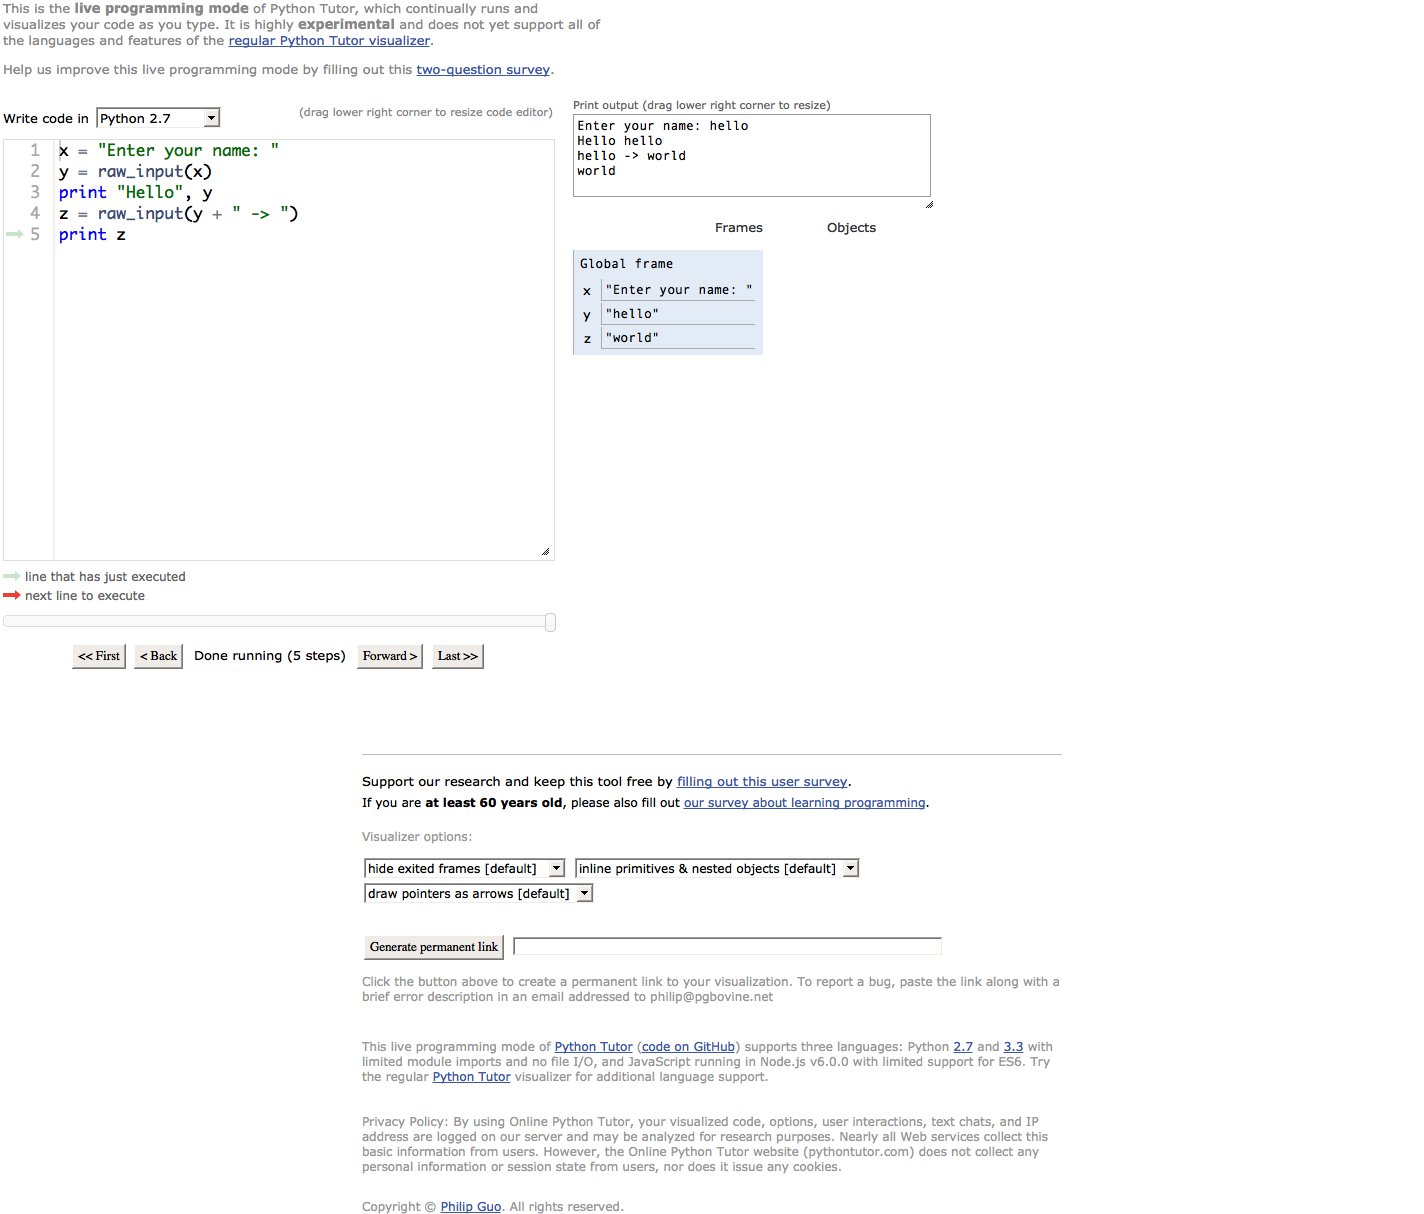 This is the live programming mode of Python Tutor, which continually runs and
visualizes your code as you type. It is highly experimental and does not yet support all of
the languages and features of the regular Python Tutor visualizer.
Help us improve this live programming mode by filling out this two-question survey.
Write code in Python 2.7
(drag lower right corner to resize code editor)
1 x = "Enter your name: "
2 y = raw_input(x)
3 print "Hello", y
4 z = raw_input(y + " -> ")
5 print z
line that has just executed
next line to execute
<< First < Back Done running (5 steps) Forward > Last >>
Print output (drag lower right corner to resize)
Enter your name: hello
Hello hello
hello -> world
world
Frames Objects
Global frame
x "Enter your name: "
y "hello"
z "world"
Support our research and keep this tool free by filling out this user survey.
If you are at least 60 years old, please also fill out our survey about learning programming.
Visualizer options:
hide exited frames [default] inline primitives & nested objects [default]
draw pointers as arrows [default]
Generate permanent link
Click the button above to create a permanent link to your visualization. To report a bug, paste the link along with a
brief error description in an email addressed to philip@pgbovine.net
This live programming mode of Python Tutor (code on GitHub) supports three languages: Python 2.7 and 3.3 with
limited module imports and no file I/O, and JavaScript running in Node.js v6.0.0 with limited support for ES6. Try
the regular Python Tutor visualizer for additional language support.
Privacy Policy: By using Online Python Tutor, your visualized code, options, user interactions, text chats, and IP
address are logged on our server and may be analyzed for research purposes. Nearly all Web services collect this
basic information from users. However, the Online Python Tutor website (pythontutor.com) does not collect any
personal information or session state from users, nor does it issue any cookies.
Copyright © Philip Guo. All rights reserved.